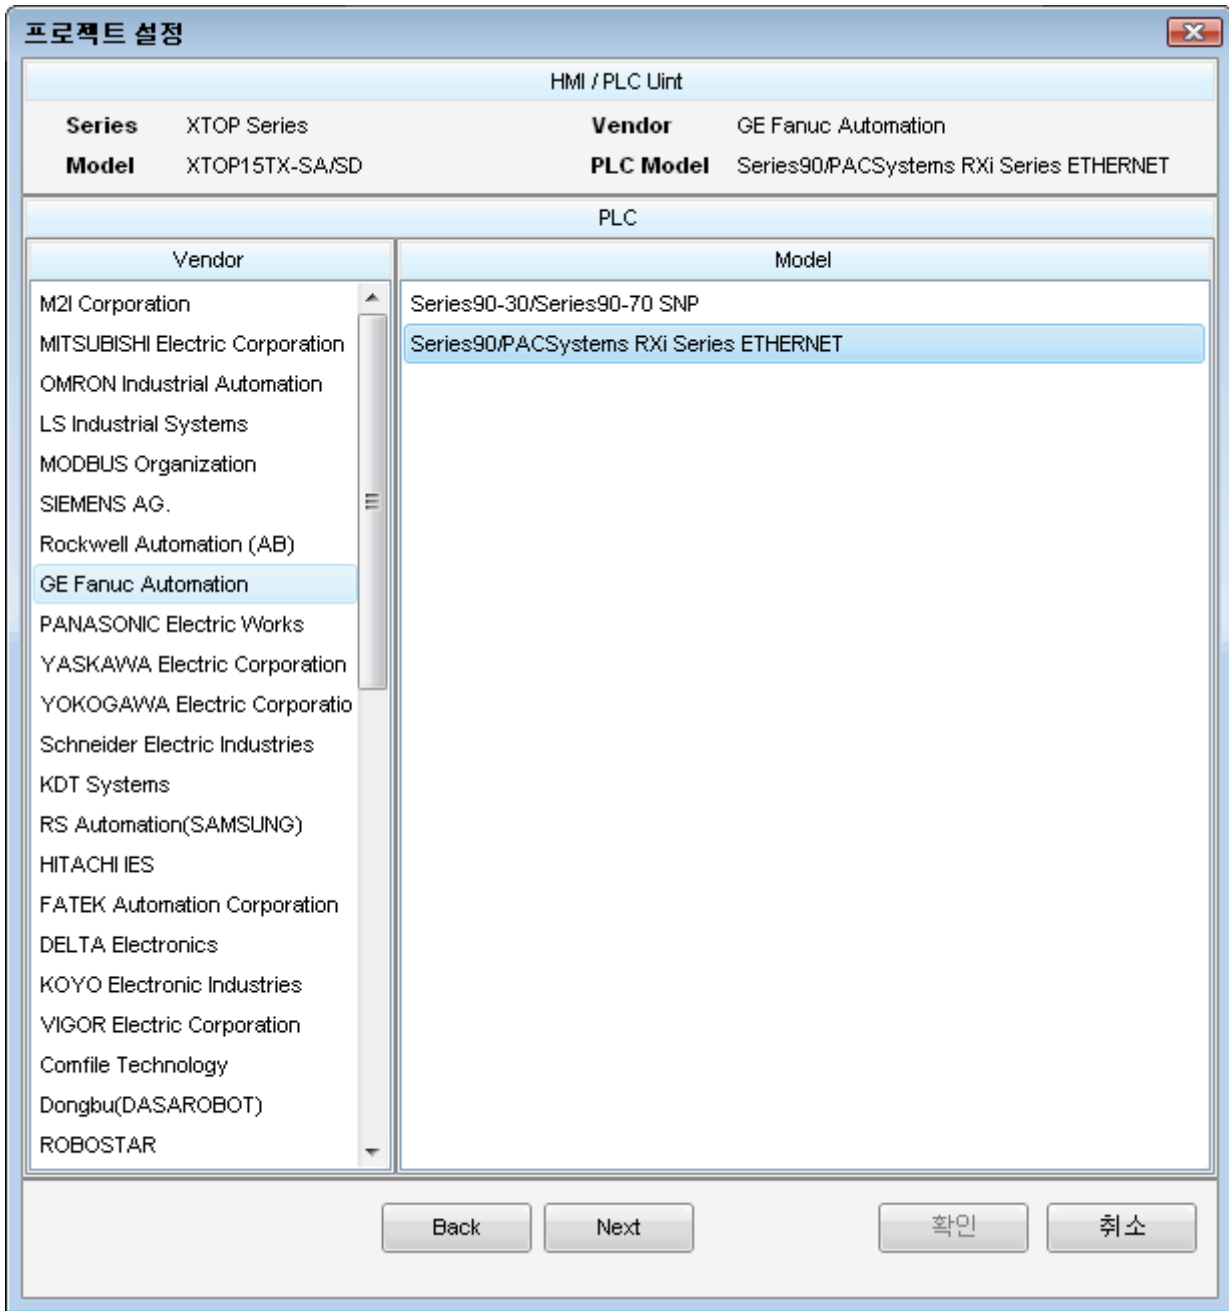 프로젝트 설정
HMI / PLC Uint
Series XTOP Series Vendor GE Fanuc Automation
Model XTOP15TX-SA/SD PLC Model Series90/PACSystems RXi Series ETHERNET
PLC
Vendor
M2I Corporation
MITSUBISHI Electric Corporation
OMRON Industrial Automation
LS Industrial Systems
MODBUS Organization
SIEMENS AG.
Rockwell Automation (AB)
GE Fanuc Automation
PANASONIC Electric Works
YASKAWA Electric Corporation
YOKOGAWA Electric Corporatio
Schneider Electric Industries
KDT Systems
RS Automation(SAMSUNG)
HITACHI IES
FATEK Automation Corporation
DELTA Electronics
KOYO Electronic Industries
VIGOR Electric Corporation
Comfile Technology
Dongbu(DASAROBOT)
ROBOSTAR
Model
Series90-30/Series90-70 SNP
Series90/PACSystems RXi Series ETHERNET
Back Next 확인 취소